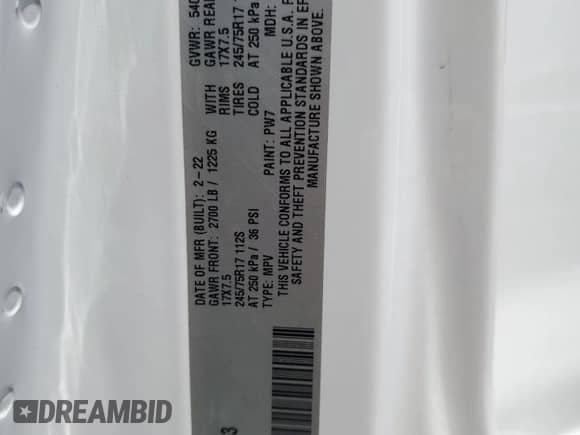 DATE OF MFR (BUILT): 2-22 GVWR: 540
GAWR FRONT: 2700 LB / 1225 KG WITH GAWR REAR
17X7.5 RIMS 17X7.5
245/75R17 112S TIRES 245/75R17
AT 250 kPa / 36 PSI COLD AT 250 kPa
TYPE: MPV PAINT: PW7 MDH:
THIS VEHICLE CONFORMS TO ALL APPLICABLE U.S.A.
SAFETY AND THEFT PREVENTION STANDARDS IN EF
MANUFACTURE SHOWN ABOVE.
3
DREAMBID